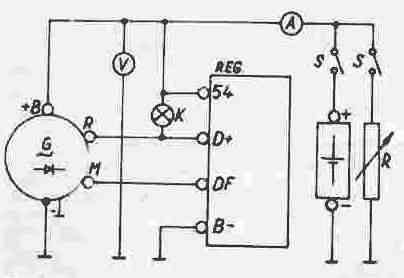 A
V
REG.
S
S
+B
54
R
K
G
D+
+
M
DF
R
B-
-
-